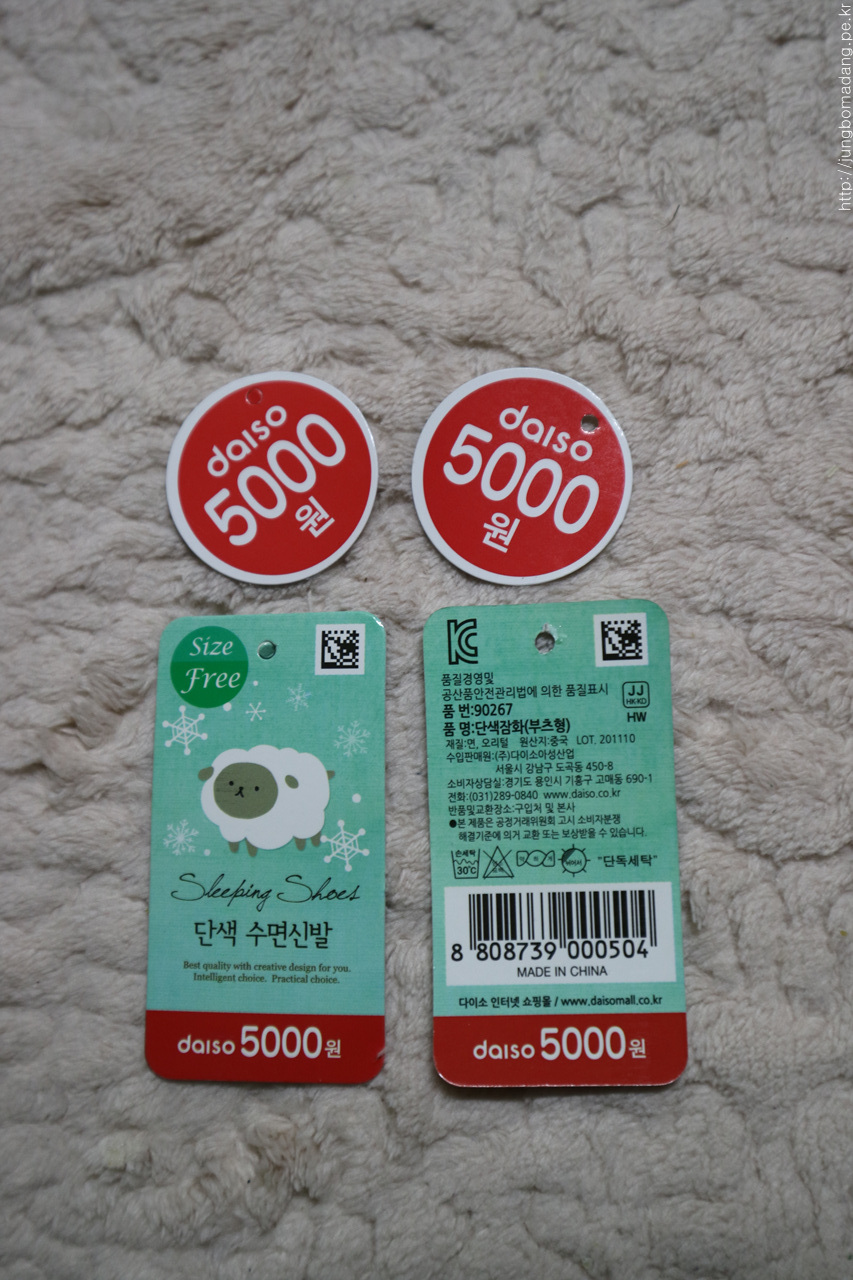 http://jungbomadang.pe.kr
daiso
5000
원
daiso
5000
원
Size
Free
Sleeping Shoes
단색 수면신발
Best quality with creative design for you.
Intelligent choice. Practical choice.
daiso 5000원
품질경영및
공산품안전관리법에 의한 품질표시
JJ
HK-KD
HW
품 번:90267
품 명:단색잠화(부츠형)
재질:면, 오리털 원산지:중국 LOT. 201110
수입판매원:(주)다이소아성산업
서울시 강남구 도곡동 450-8
소비자상담실:경기도 용인시 기흥구 고매동 690-1
전화:(031)289-0840 www.daiso.co.kr
반품및교환장소:구입처 및 본사
●본 제품은 공정거래위원회 고시 소비자분쟁
해결기준에 의거 교환 또는 보상받을 수 있습니다.
손세탁
30℃
"단독세탁"
8 808739 000504
MADE IN CHINA
다이소 인터넷 쇼핑몰 / www.daisomall.co.kr
daiso 5000원